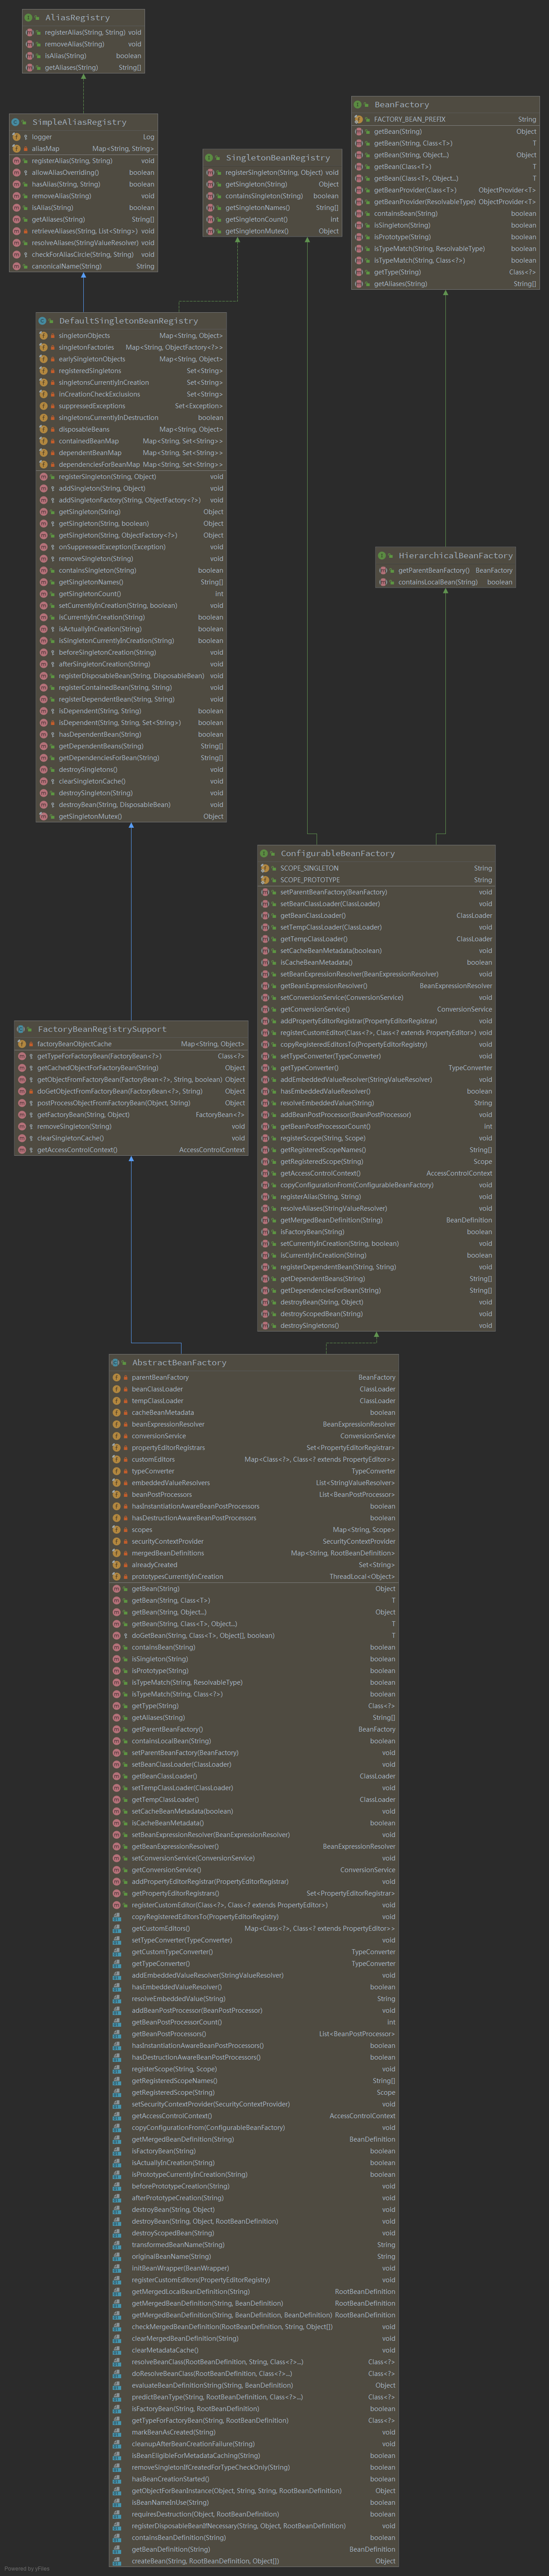 AliasRegistry
registerAlias(String, String) void
removeAlias(String) void
isAlias(String) boolean
getAliases(String) String[]
SimpleAliasRegistry
logger Log
aliasMap Map<String, String>
registerAlias(String, String) void
allowAliasOverriding() boolean
hasAlias(String, String) boolean
removeAlias(String) void
isAlias(String) boolean
getAliases(String) String[]
retrieveAliases(String, List<String>) void
resolveAliases(StringValueResolver) void
checkForAliasCircle(String, String) void
canonicalName(String) String
SingletonBeanRegistry
registerSingleton(String, Object) void
getSingleton(String) Object
containsSingleton(String) boolean
getSingletonNames() String[]
getSingletonCount() int
getSingletonMutex() Object
BeanFactory
FACTORY_BEAN_PREFIX String
getBean(String) Object
getBean(String, Class<T>) T
getBean(String, Object...) Object
getBean(Class<T>) T
getBean(Class<T>, Object...) T
getBeanProvider(Class<T>) ObjectProvider<T>
getBeanProvider(ResolvableType) ObjectProvider<T>
containsBean(String) boolean
isSingleton(String) boolean
isPrototype(String) boolean
isTypeMatch(String, ResolvableType) boolean
isTypeMatch(String, Class<?>) boolean
getType(String) Class<?>
getAliases(String) String[]
DefaultSingletonBeanRegistry
singletonObjects Map<String, Object>
singletonFactories Map<String, ObjectFactory<?>>
earlySingletonObjects Map<String, Object>
registeredSingletons Set<String>
singletonsCurrentlyInCreation Set<String>
inCreationCheckExclusions Set<String>
suppressedExceptions Set<Exception>
singletonsCurrentlyInDestruction boolean
disposableBeans Map<String, Object>
containedBeanMap Map<String, Set<String>>
dependentBeanMap Map<String, Set<String>>
dependenciesForBeanMap Map<String, Set<String>>
registerSingleton(String, Object) void
addSingleton(String, Object) void
addSingletonFactory(String, ObjectFactory<?>) void
getSingleton(String) Object
getSingleton(String, boolean) Object
getSingleton(String, ObjectFactory<?>) Object
onSuppressedException(Exception) void
removeSingleton(String) void
containsSingleton(String) boolean
getSingletonNames() String[]
getSingletonCount() int
setCurrentlyInCreation(String, boolean) void
isCurrentlyInCreation(String) boolean
isActuallyInCreation(String) boolean
isSingletonCurrentlyInCreation(String) boolean
beforeSingletonCreation(String) void
afterSingletonCreation(String) void
registerDisposableBean(String, DisposableBean) void
registerContainedBean(String, String) void
registerDependentBean(String, String) void
isDependent(String, String) boolean
isDependent(String, String, Set<String>) boolean
hasDependentBean(String) boolean
getDependentBeans(String) String[]
getDependenciesForBean(String) String[]
destroySingletons() void
clearSingletonCache() void
destroySingleton(String) void
destroyBean(String, DisposableBean) void
getSingletonMutex() Object
HierarchicalBeanFactory
getParentBeanFactory() BeanFactory
containsLocalBean(String) boolean
ConfigurableBeanFactory
SCOPE_SINGLETON String
SCOPE_PROTOTYPE String
setParentBeanFactory(BeanFactory) void
setBeanClassLoader(ClassLoader) void
getBeanClassLoader() ClassLoader
setTempClassLoader(ClassLoader) void
getTempClassLoader() ClassLoader
setCacheBeanMetadata(boolean) void
isCacheBeanMetadata() boolean
setBeanExpressionResolver(BeanExpressionResolver) void
getBeanExpressionResolver() BeanExpressionResolver
setConversionService(ConversionService) void
getConversionService() ConversionService
addPropertyEditorRegistrar(PropertyEditorRegistrar) void
registerCustomEditor(Class<?>, Class<? extends PropertyEditor>) void
copyRegisteredEditorsTo(PropertyEditorRegistry) void
setTypeConverter(TypeConverter) void
getTypeConverter() TypeConverter
addEmbeddedValueResolver(StringValueResolver) void
hasEmbeddedValueResolver() boolean
resolveEmbeddedValue(String) String
addBeanPostProcessor(BeanPostProcessor) void
getBeanPostProcessorCount() int
registerScope(String, Scope) void
getRegisteredScopeNames() String[]
getRegisteredScope(String) Scope
getAccessControlContext() AccessControlContext
copyConfigurationFrom(ConfigurableBeanFactory) void
registerAlias(String, String) void
resolveAliases(StringValueResolver) void
getMergedBeanDefinition(String) BeanDefinition
isFactoryBean(String) boolean
setCurrentlyInCreation(String, boolean) void
isCurrentlyInCreation(String) boolean
registerDependentBean(String, String) void
getDependentBeans(String) String[]
getDependenciesForBean(String) String[]
destroyBean(String, Object) void
destroyScopedBean(String) void
destroySingletons() void
FactoryBeanRegistrySupport
factoryBeanObjectCache Map<String, Object>
getTypeForFactoryBean(FactoryBean<?>) Class<?>
getCachedObjectForFactoryBean(String) Object
getObjectFromFactoryBean(FactoryBean<?>, String, boolean) Object
doGetObjectFromFactoryBean(FactoryBean<?>, String) Object
postProcessObjectFromFactoryBean(Object, String) Object
getFactoryBean(String, Object) FactoryBean<?>
removeSingleton(String) void
clearSingletonCache() void
getAccessControlContext() AccessControlContext
AbstractBeanFactory
parentBeanFactory BeanFactory
beanClassLoader ClassLoader
tempClassLoader ClassLoader
cacheBeanMetadata boolean
beanExpressionResolver BeanExpressionResolver
conversionService ConversionService
propertyEditorRegistrars Set<PropertyEditorRegistrar>
customEditors Map<Class<?>, Class<? extends PropertyEditor>>
typeConverter TypeConverter
embeddedValueResolvers List<StringValueResolver>
beanPostProcessors List<BeanPostProcessor>
hasInstantiationAwareBeanPostProcessors boolean
hasDestructionAwareBeanPostProcessors boolean
scopes Map<String, Scope>
securityContextProvider SecurityContextProvider
mergedBeanDefinitions Map<String, RootBeanDefinition>
alreadyCreated Set<String>
prototypesCurrentlyInCreation ThreadLocal<Object>
getBean(String) Object
getBean(String, Class<T>) T
getBean(String, Object...) Object
getBean(String, Class<T>, Object...) T
doGetBean(String, Class<T>, Object[], boolean) T
containsBean(String) boolean
isSingleton(String) boolean
isPrototype(String) boolean
isTypeMatch(String, ResolvableType) boolean
isTypeMatch(String, Class<?>) boolean
getType(String) Class<?>
getAliases(String) String[]
getParentBeanFactory() BeanFactory
containsLocalBean(String) boolean
setParentBeanFactory(BeanFactory) void
setBeanClassLoader(ClassLoader) void
getBeanClassLoader() ClassLoader
setTempClassLoader(ClassLoader) void
getTempClassLoader() ClassLoader
setCacheBeanMetadata(boolean) void
isCacheBeanMetadata() boolean
setBeanExpressionResolver(BeanExpressionResolver) void
getBeanExpressionResolver() BeanExpressionResolver
setConversionService(ConversionService) void
getConversionService() ConversionService
addPropertyEditorRegistrar(PropertyEditorRegistrar) void
getPropertyEditorRegistrars() Set<PropertyEditorRegistrar>
registerCustomEditor(Class<?>, Class<? extends PropertyEditor>) void
copyRegisteredEditorsTo(PropertyEditorRegistry) void
getCustomEditors() Map<Class<?>, Class<? extends PropertyEditor>>
setTypeConverter(TypeConverter) void
getCustomTypeConverter() TypeConverter
getTypeConverter() TypeConverter
addEmbeddedValueResolver(StringValueResolver) void
hasEmbeddedValueResolver() boolean
resolveEmbeddedValue(String) String
addBeanPostProcessor(BeanPostProcessor) void
getBeanPostProcessorCount() int
getBeanPostProcessors() List<BeanPostProcessor>
hasInstantiationAwareBeanPostProcessors() boolean
hasDestructionAwareBeanPostProcessors() boolean
registerScope(String, Scope) void
getRegisteredScopeNames() String[]
getRegisteredScope(String) Scope
setSecurityContextProvider(SecurityContextProvider) void
getAccessControlContext() AccessControlContext
copyConfigurationFrom(ConfigurableBeanFactory) void
getMergedBeanDefinition(String) BeanDefinition
isFactoryBean(String) boolean
isActuallyInCreation(String) boolean
isPrototypeCurrentlyInCreation(String) boolean
beforePrototypeCreation(String) void
afterPrototypeCreation(String) void
destroyBean(String, Object) void
destroyBean(String, Object, RootBeanDefinition) void
destroyScopedBean(String) void
transformedBeanName(String) String
originalBeanName(String) String
initBeanWrapper(BeanWrapper) void
registerCustomEditors(PropertyEditorRegistry) void
getMergedLocalBeanDefinition(String) RootBeanDefinition
getMergedBeanDefinition(String, BeanDefinition) RootBeanDefinition
getMergedBeanDefinition(String, BeanDefinition, BeanDefinition) RootBeanDefinition
checkMergedBeanDefinition(RootBeanDefinition, String, Object[]) void
clearMergedBeanDefinition(String) void
clearMetadataCache() void
resolveBeanClass(RootBeanDefinition, String, Class<?>...) Class<?>
doResolveBeanClass(RootBeanDefinition, Class<?>...) Class<?>
evaluateBeanDefinitionString(String, BeanDefinition) Object
predictBeanType(String, RootBeanDefinition, Class<?>...) Class<?>
isFactoryBean(String, RootBeanDefinition) boolean
getTypeForFactoryBean(String, RootBeanDefinition) Class<?>
markBeanAsCreated(String) void
cleanupAfterBeanCreationFailure(String) void
isBeanEligibleForMetadataCaching(String) boolean
removeSingletonIfCreatedForTypeCheckOnly(String) boolean
hasBeanCreationStarted() boolean
getObjectForBeanInstance(Object, String, String, RootBeanDefinition) Object
isBeanNameInUse(String) boolean
requiresDestruction(Object, RootBeanDefinition) boolean
registerDisposableBeanIfNecessary(String, Object, RootBeanDefinition) void
containsBeanDefinition(String) boolean
getBeanDefinition(String) BeanDefinition
createBean(String, RootBeanDefinition, Object[]) Object
Powered by yFiles